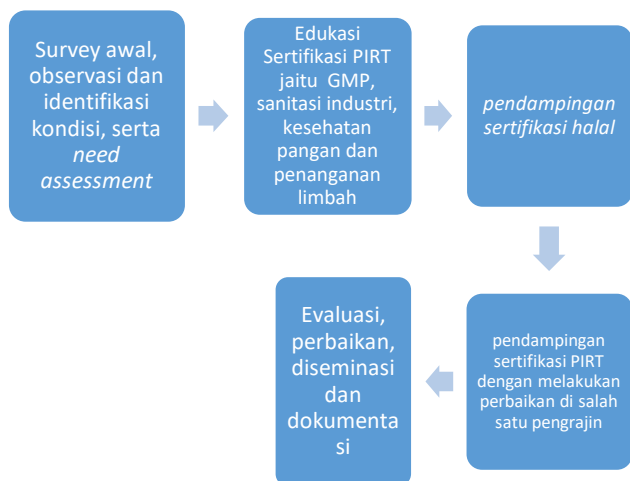 Survey awal,
observasi dan
identifikasi
kondisi, serta
need
assessment
Edukasi
Sertifikasi PIRT
jaitu GMP,
sanitasi industri,
kesehatan
pangan dan
penanganan
limbah
pendampingan
sertifikasi halal
pendampingan
sertifikasi PIRT
dengan melakukan
perbaikan di salah
satu pengrajin
Evaluasi,
perbaikan,
diseminasi
dan
dokumenta
si